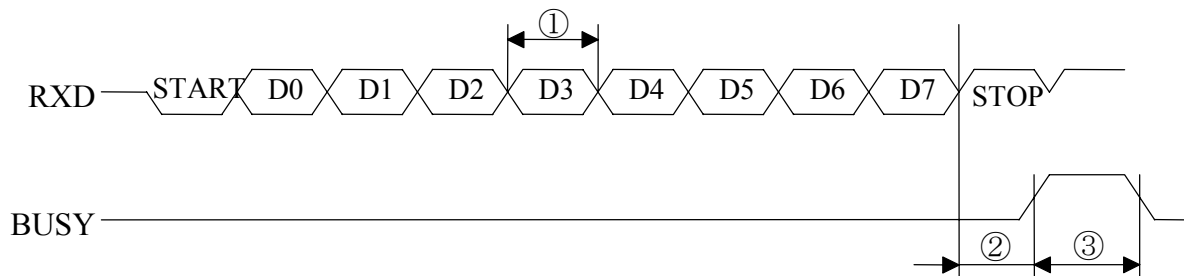 ①
RXD START D0 D1 D2 D3 D4 D5 D6 D7 STOP
BUSY
② ③